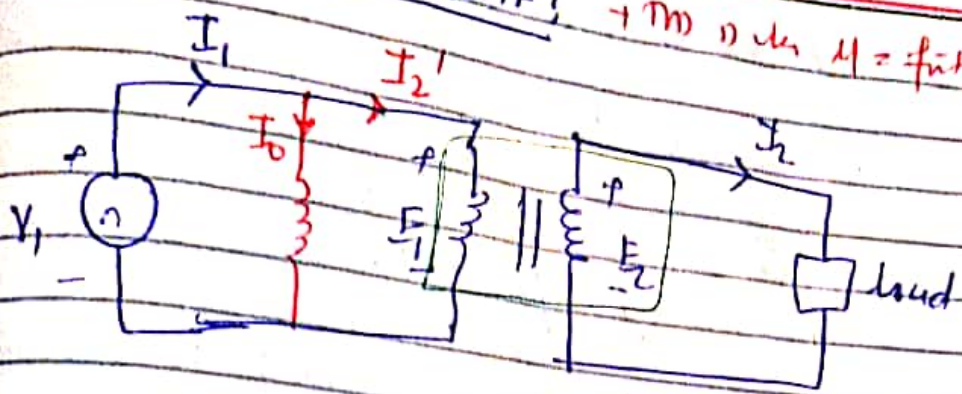 I₁
I₂'
I₀
I₂
+
+
+
V₁
E₁
E₂
-
-
load